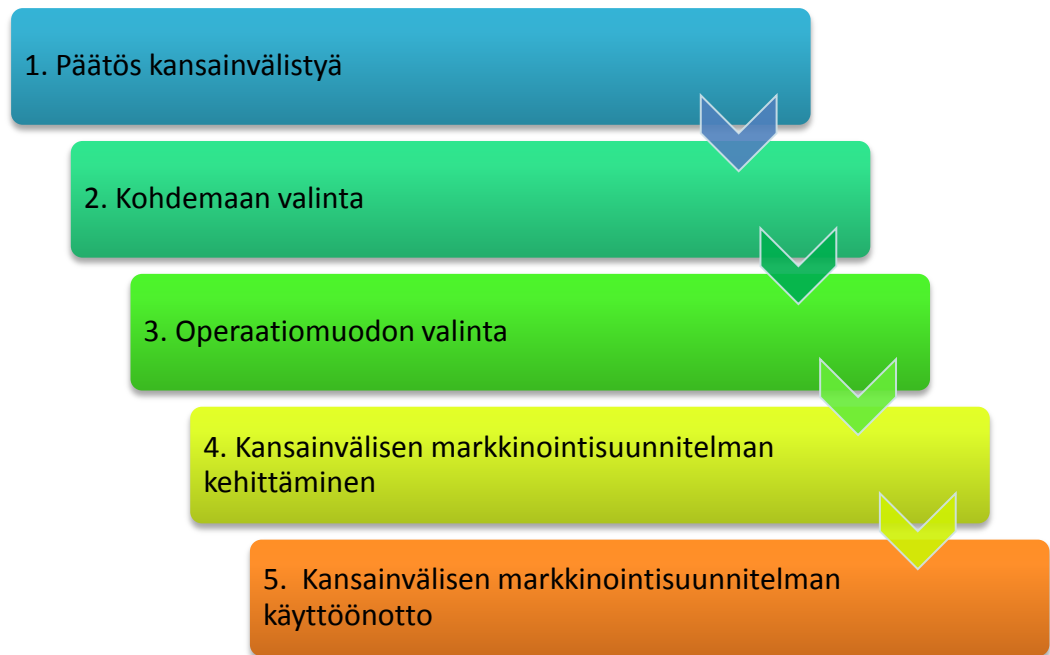 1. Päätös kansainvälistyä
2. Kohdemaan valinta
3. Operaatiomuodon valinta
4. Kansainvälisen markkinointisuunnitelman
kehittäminen
5.  Kansainvälisen markkinointisuunnitelman
käyttöönotto